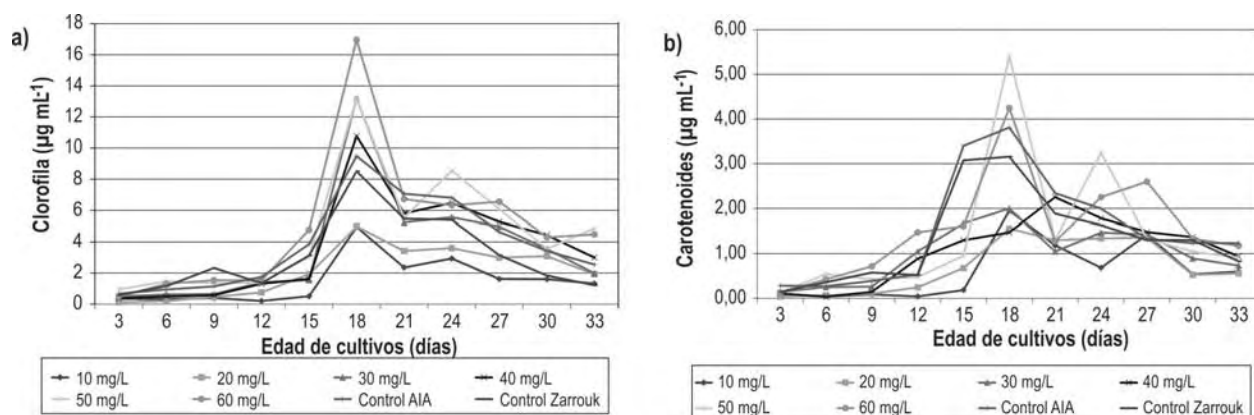 a)
Clorofila (µg mL⁻¹)
18
16
14
12
10
8
6
4
2
0
3 6 9 12 15 18 21 24 27 30 33
Edad de cultivos (días)
10 mg/L 20 mg/L 30 mg/L 40 mg/L
50 mg/L 60 mg/L Control AIA Control Zarrouk
b)
Carotenoides (µg mL⁻¹)
6,00
5,00
4,00
3,00
2,00
1,00
0,00
3 6 9 12 15 18 21 24 27 30 33
Edad de cultivos (días)
10 mg/L 20 mg/L 30 mg/L 40 mg/L
50 mg/L 60 mg/L Control AIA Control Zarrouk